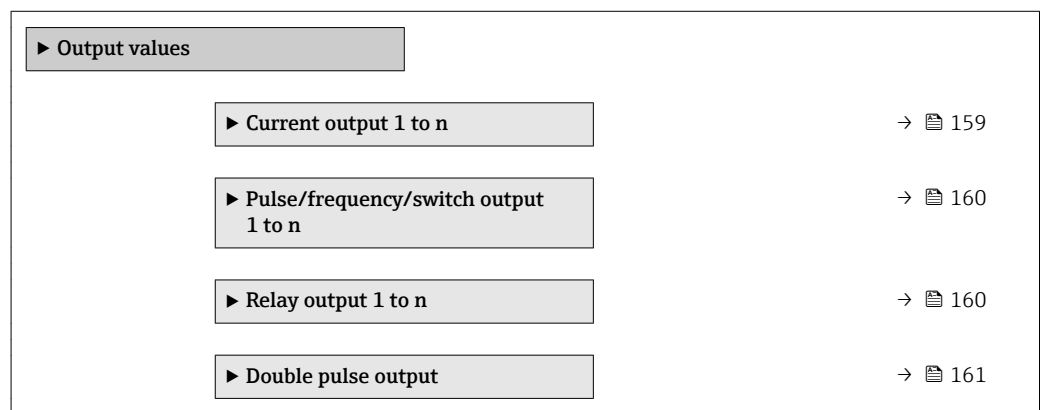 ▶ Output values
▶ Current output 1 to n → 159
▶ Pulse/frequency/switch output → 160
1 to n
▶ Relay output 1 to n → 160
▶ Double pulse output → 161